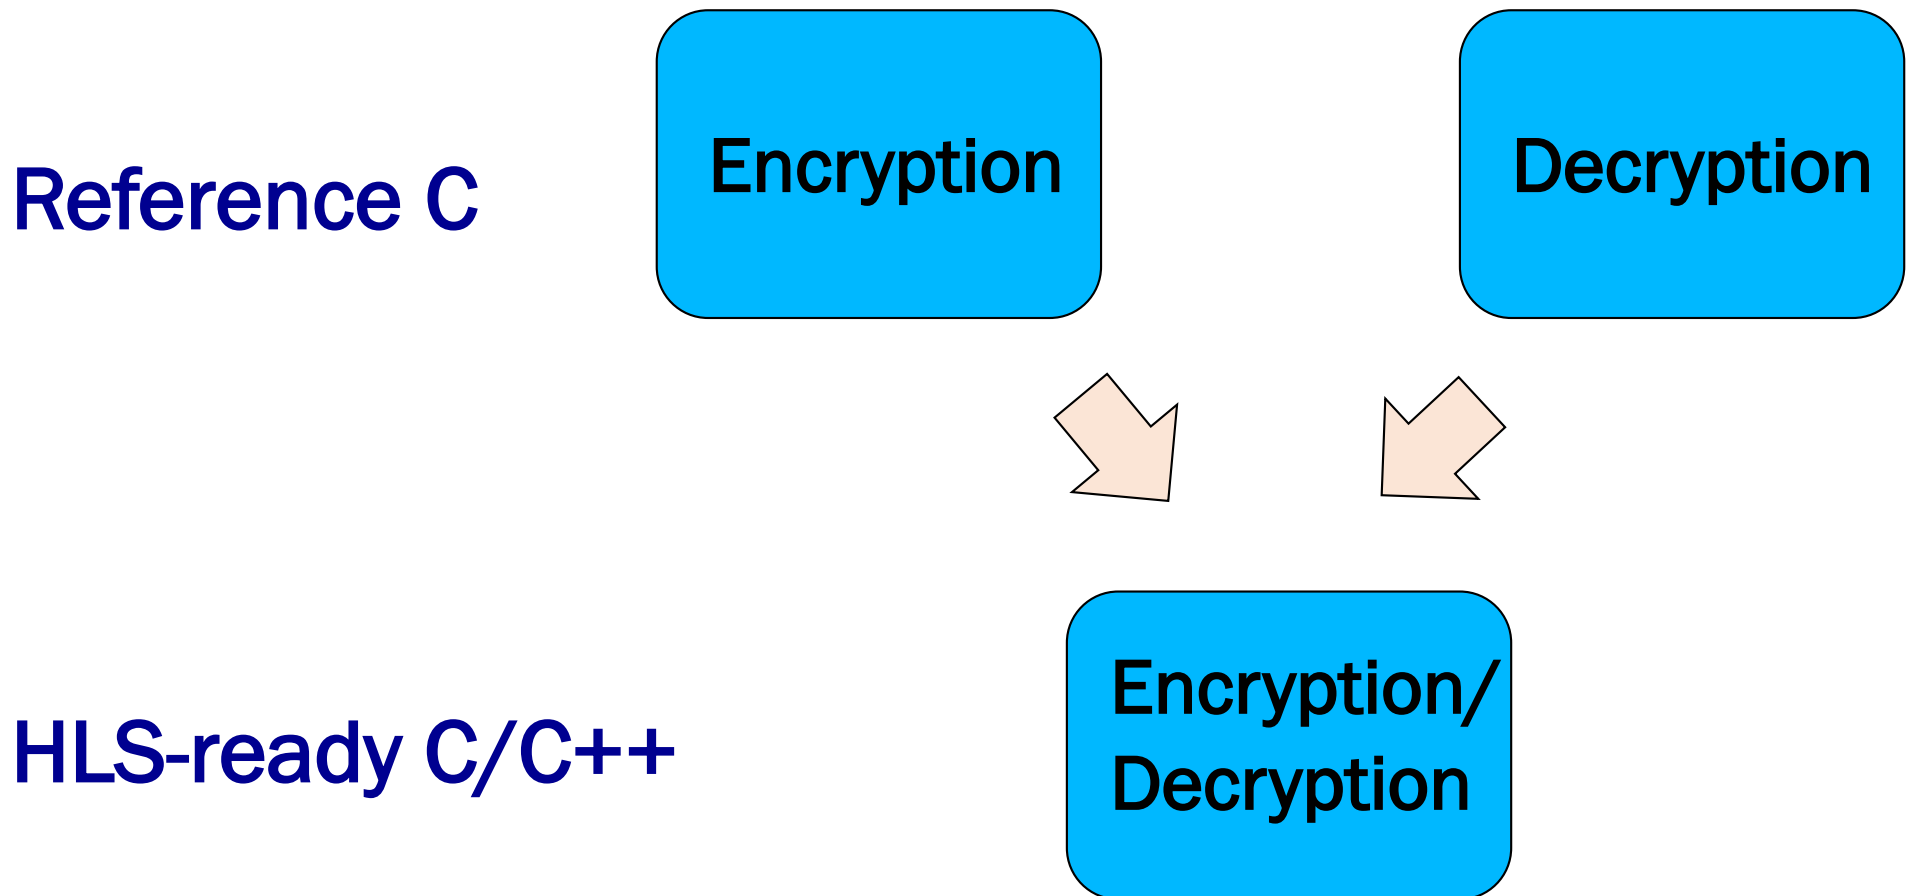 Encryption
Decryption
Reference C
Encryption/
Decryption
HLS-ready C/C++